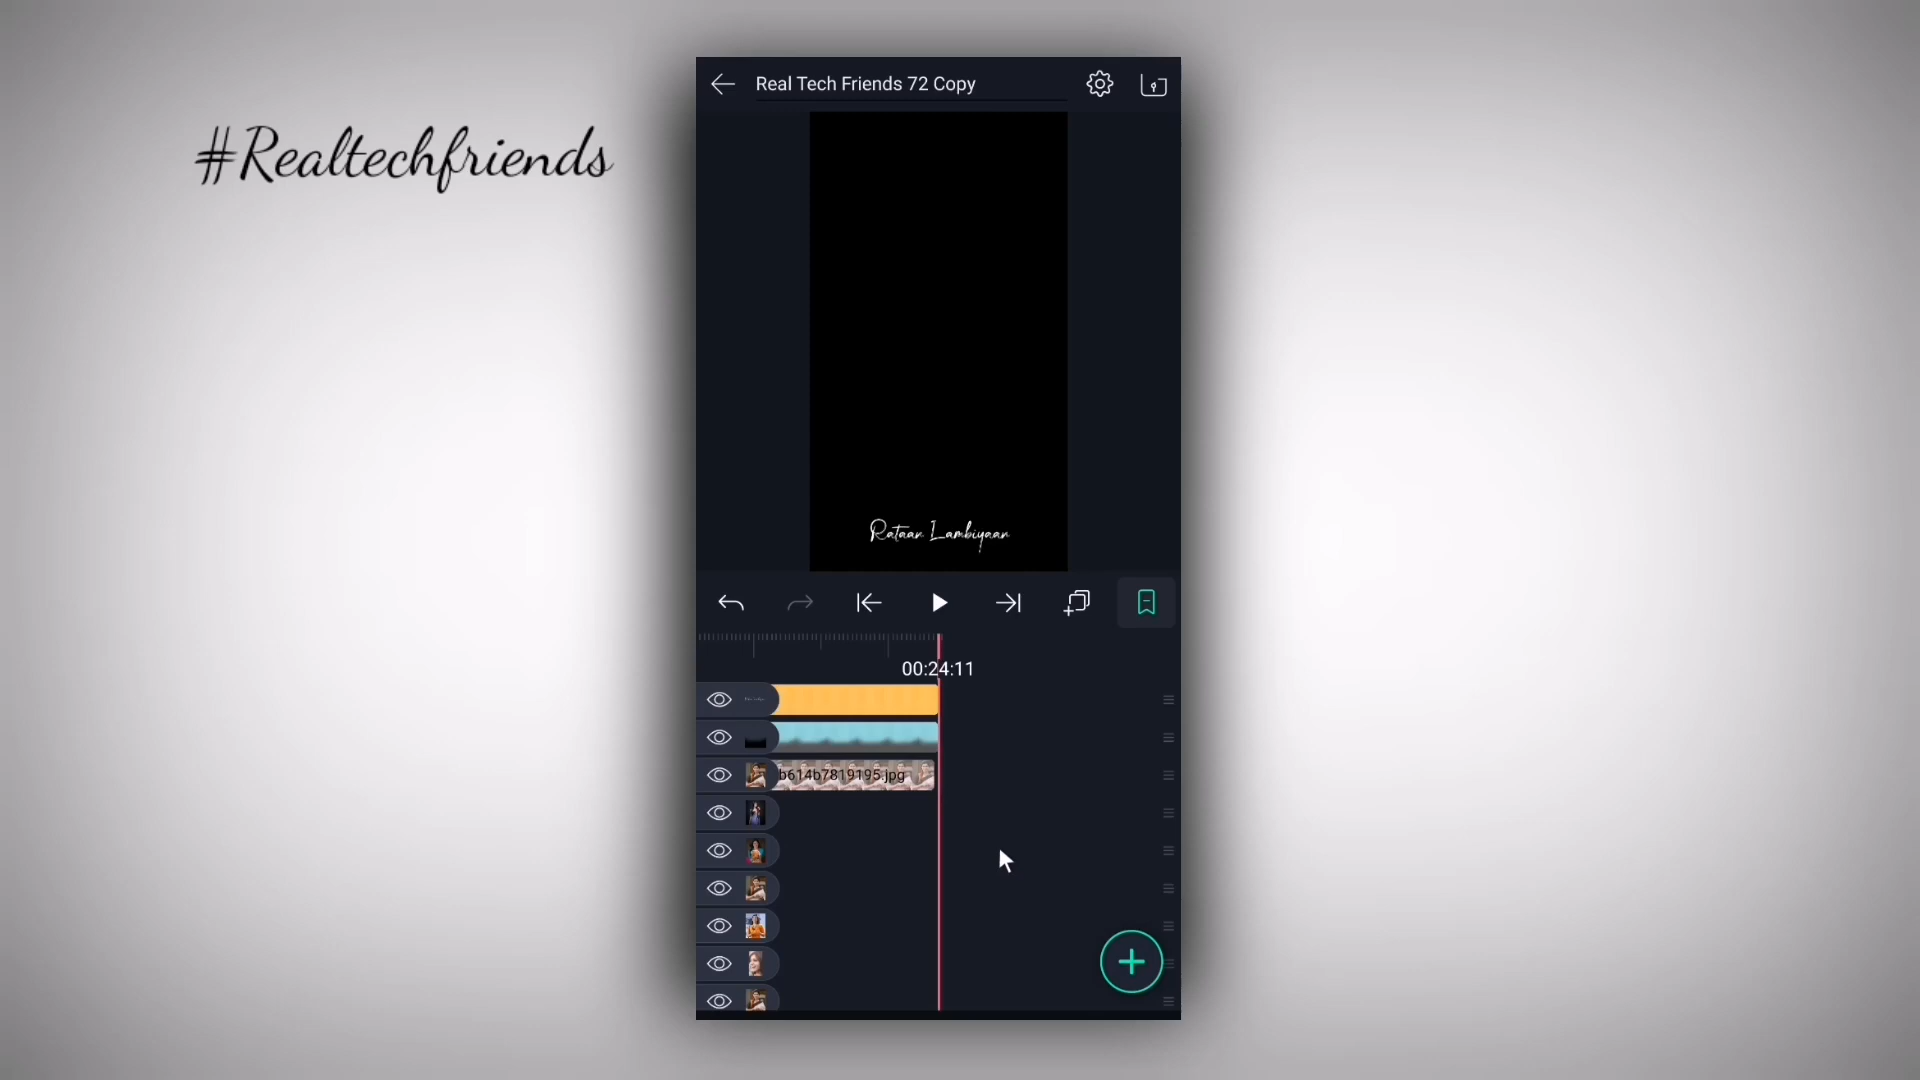 Real Tech Friends 72 Copy
#Realtechfriends
Rataan Lambiyaan
00:24:11
b614b7819195.jpg